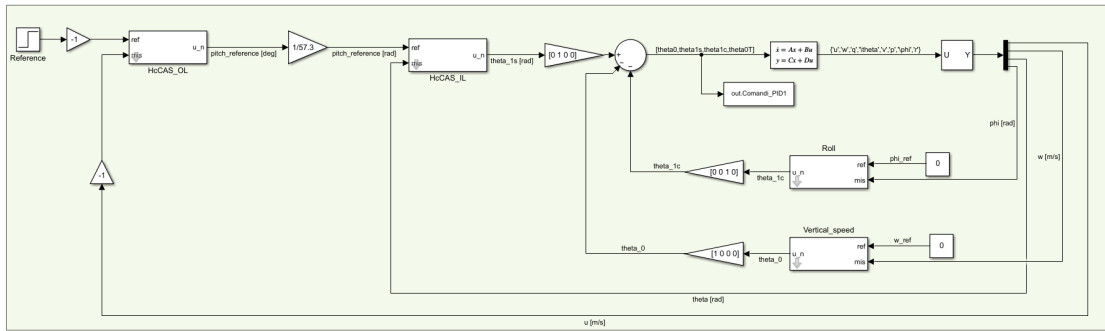 Reference
-1
ref
mis
u_n
HcCAS_OL
pitch_reference [deg]
1/57.3
pitch_reference [rad]
ref
mis
u_n
HcCAS_IL
theta_1s [rad]
[0 1 0 0]
[theta0,theta1s,theta1c,theta0T]
ẋ = Ax + Bu
y = Cx + Du
{'u','w','q','\theta','v','p','\phi','r'}
U
Y
out.Comandi_PID1
phi [rad]
w [m/s]
Roll
ref
mis
u_n
phi_ref
0
theta_1c
[0 0 1 0]
theta_1c
-1
Vertical_speed
ref
mis
u_n
w_ref
0
theta_0
[1 0 0 0]
theta_0
theta [rad]
u [m/s]